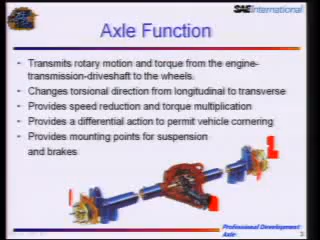 SAE International
Axle Function
• Transmits rotary motion and torque from the engine-
transmission-driveshaft to the wheels.
• Changes torsional direction from longitudinal to transverse
• Provides speed reduction and torque multiplication
• Provides a differential action to permit vehicle cornering
• Provides mounting points for suspension
and brakes
Professional Development
Axle
3